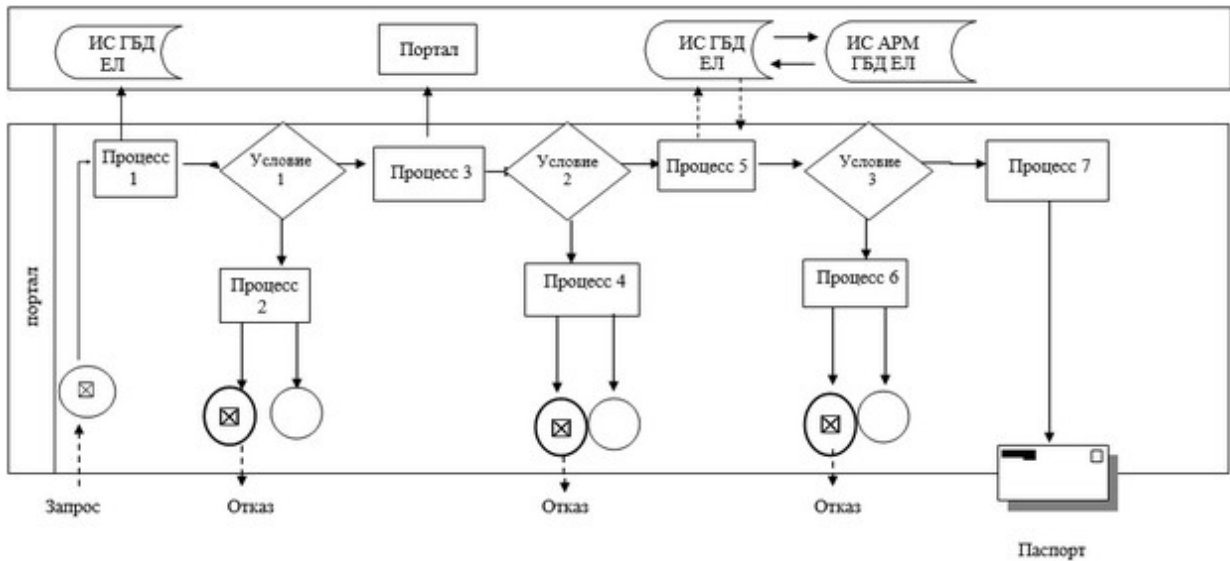 ИС ГБД
ЕЛ
Портал
ИС ГБД
ЕЛ
ИС АРМ
ГБД ЕЛ
портал
Процесс
1
Условие
1
Процесс 3
Условие
2
Процесс 5
Условие
3
Процесс 7
Процесс
2
Процесс 4
Процесс 6
Запрос
Отказ
Отказ
Отказ
Паспорт